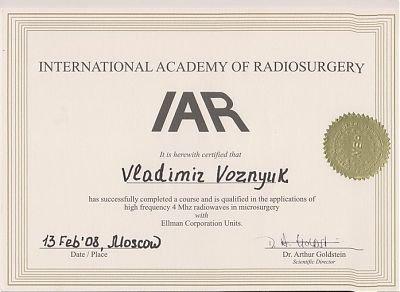 INTERNATIONAL ACADEMY OF RADIOSURGERY
IAR
It is herewith certified that
Vladimir Voznyuk
has successfully completed a course and is qualified in the applications of
high frequency 4 Mhz radiowaves in microsurgery
with
Ellman Corporation Units.
13 Feb'08, Moscow
Date / Place
Dr. Arthur Goldstein
Scientific Director